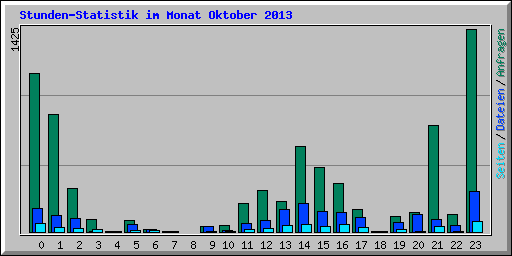 Stunden-Statistik im Monat Oktober 2013
1425
Seiten / Dateien / Anfragen
0 1 2 3 4 5 6 7 8 9 10 11 12 13 14 15 16 17 18 19 20 21 22 23